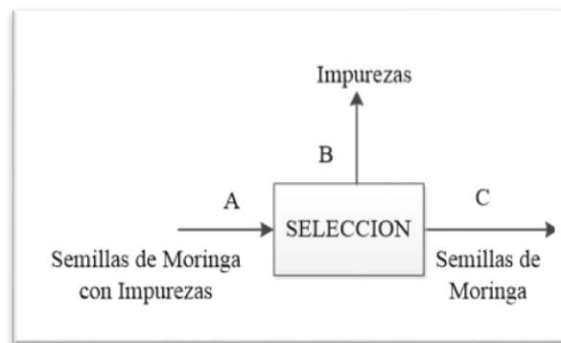 Impurezas
B
A
C
SELECCION
Semillas de Moringa
con Impurezas
Semillas de
Moringa